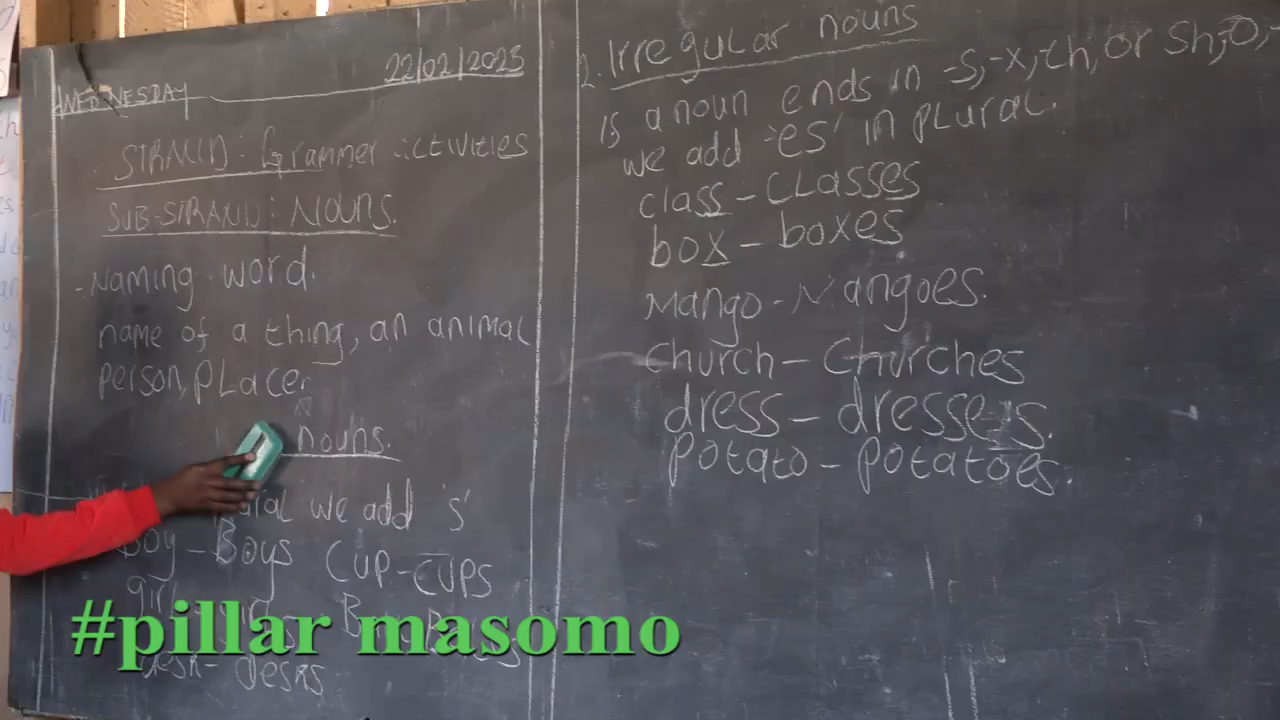 WEDNESDAY 22/02/2023
STRAND: Grammer activities
SUB-STRAND: NOUNS.
- Naming word.
name of a thing, an animal
person, place
nouns.
we add 's'
Boy - Boys Cup - cups
girl
desk - desks
2. Irregular nouns
is a noun ends in -s, -x, -ch, or sh, O,
we add 'es' in plural.
class - classes
box - boxes
Mango - Mangoes.
church - churches
dress - dresses.
potato - potatoes.
#pillar masomo